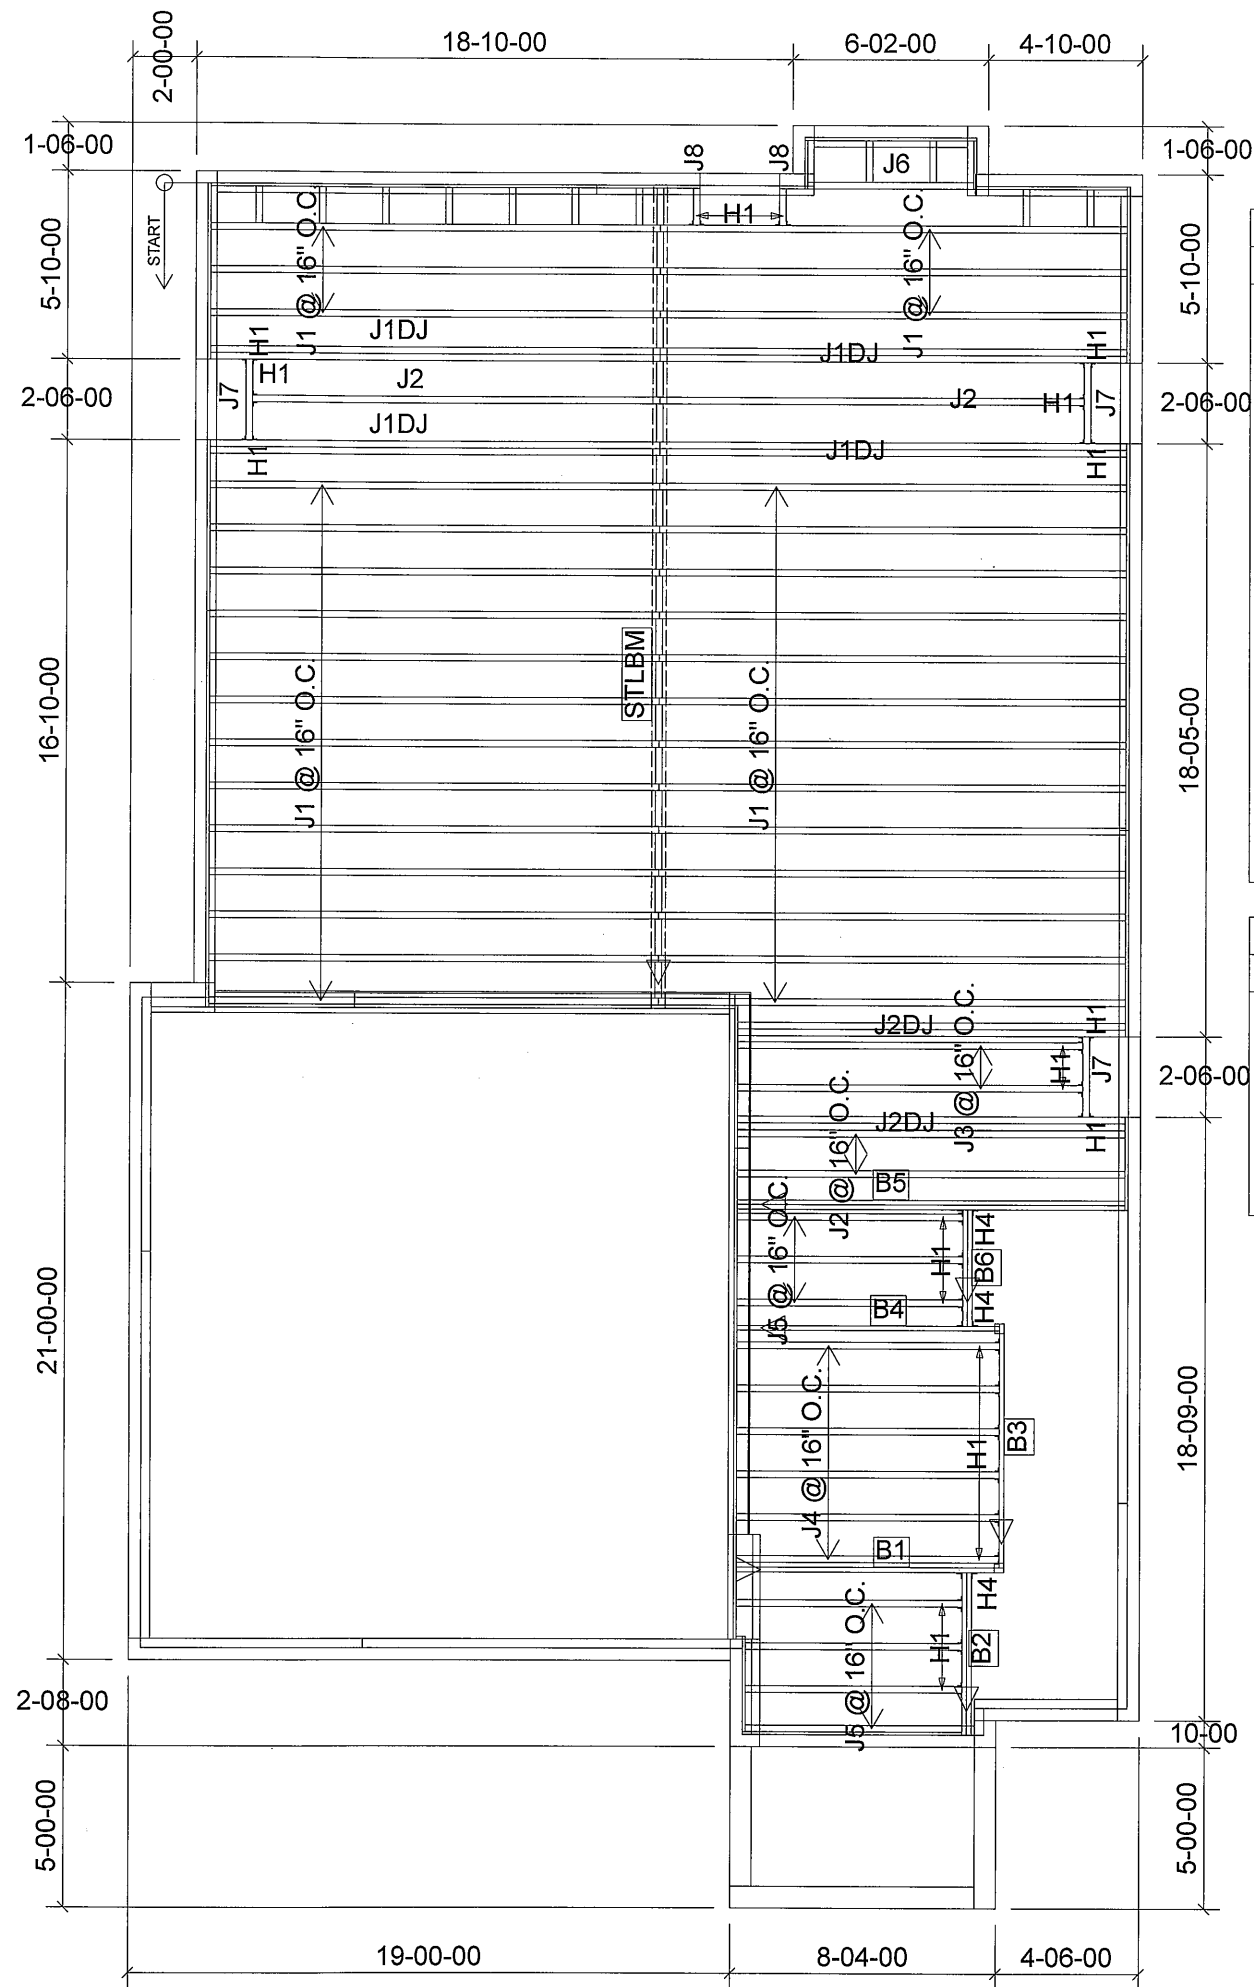 18-10-00
6-02-00
4-10-00
2-00-00
1-06-00
1-06-00
J8
J8
J6
START
H1
5-10-00
5-10-00
J1 @ 16" O.C.
J1 @ 16" O.C.
J1DJ
J1DJ
H1
H1
H1
J2
J7
2-06-00
J2
H1
J7
2-06-00
J1DJ
J1DJ
H1
H1
16-10-00
J1 @ 16" O.C.
STLBM
J1 @ 16" O.C.
18-05-00
J2DJ
H1
J3 @ 16" O.C.
H1
J7
2-06-00
J2DJ
H1
J2 @ 16" O.C.
B5
J5 @ 16" O.C.
H1
H4
B6
H4
B4
21-00-00
J4 @ 16" O.C.
H1
B3
18-09-00
B1
H4
J5 @ 16" O.C.
H1
B2
2-08-00
10-00
5-00-00
5-00-00
19-00-00
8-04-00
4-06-00